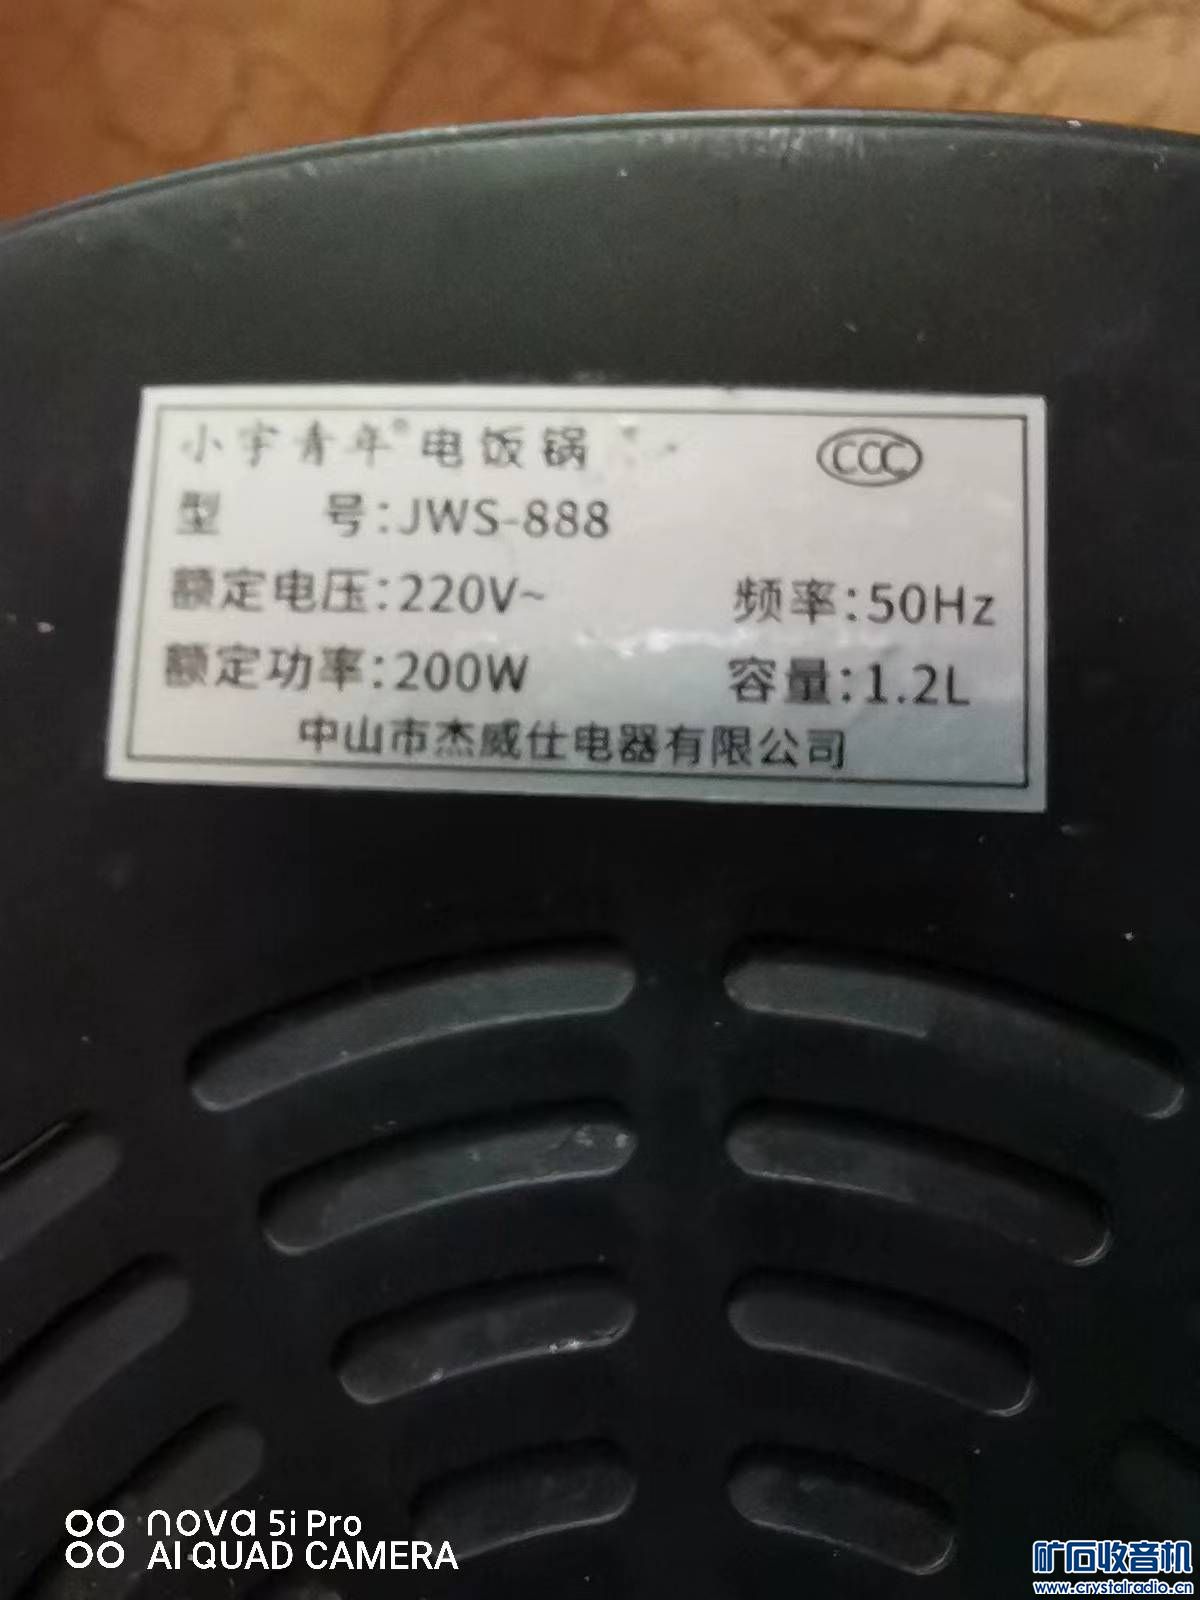 小宇青年® 电饭锅 CCC
型 号:JWS-888
额定电压:220V~ 频率:50Hz
额定功率:200W 容量:1.2L
中山市杰威仕电器有限公司
nova 5i Pro
AI QUAD CAMERA
矿石收音机
www.crystalradio.cn